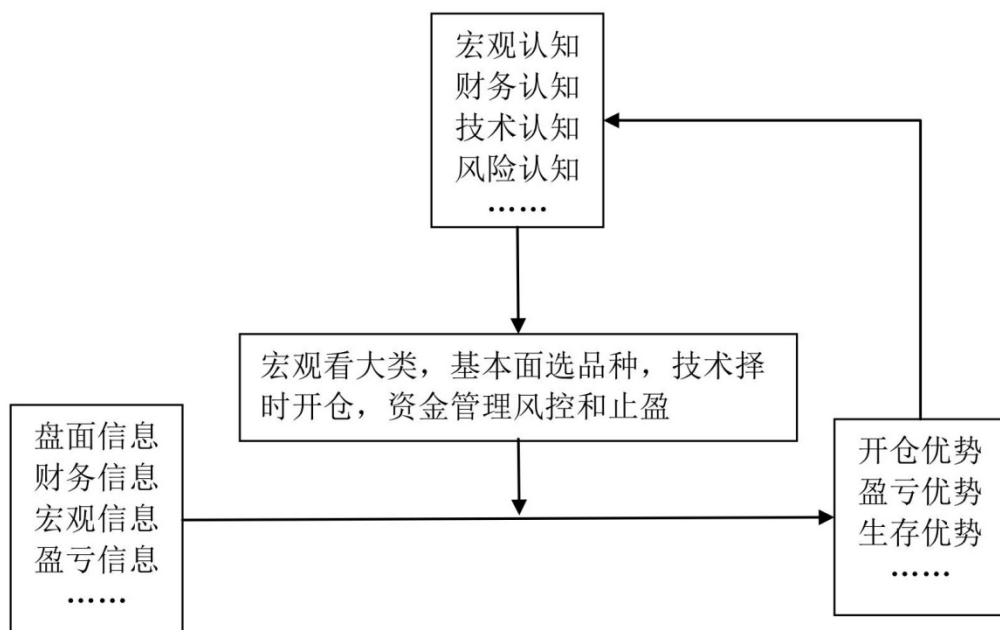 宏观认知
财务认知
技术认知
风险认知
……
宏观看大类，基本面选品种，技术择
时开仓，资金管理风控和止盈
盘面信息
财务信息
宏观信息
盈亏信息
……
开仓优势
盈亏优势
生存优势
……